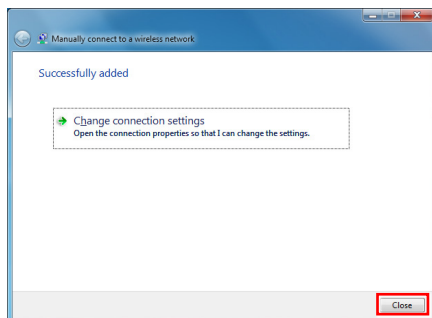 Manually connect to a wireless network
Successfully added
Change connection settings
Open the connection properties so that I can change the settings.
Close